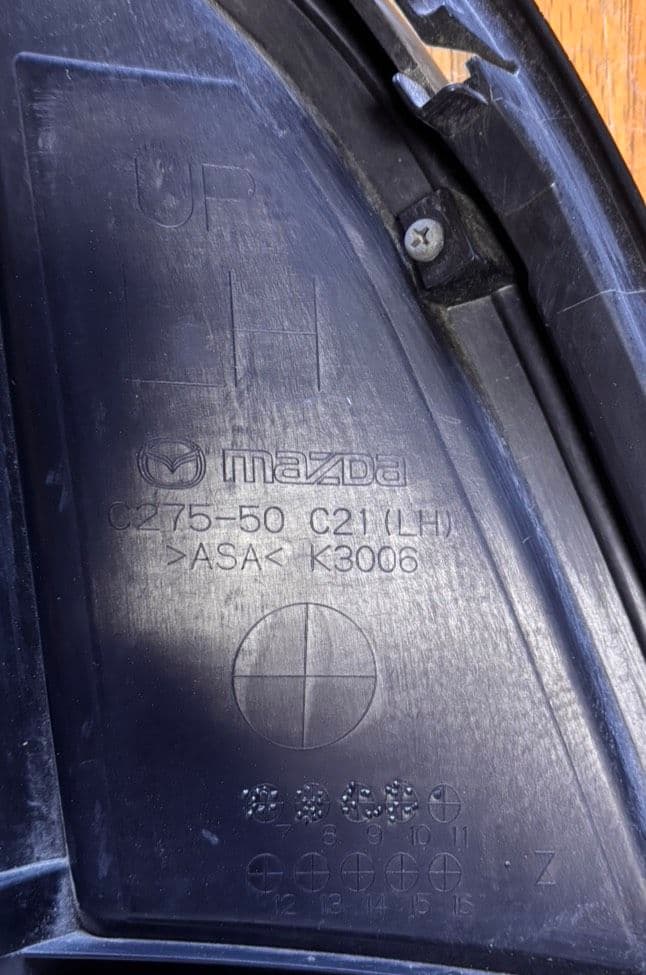 UP
LH
mazda
C275-50 C21(LH)
>ASA< K3006
7 8 9 10 11
12 13 14 15 16
Z